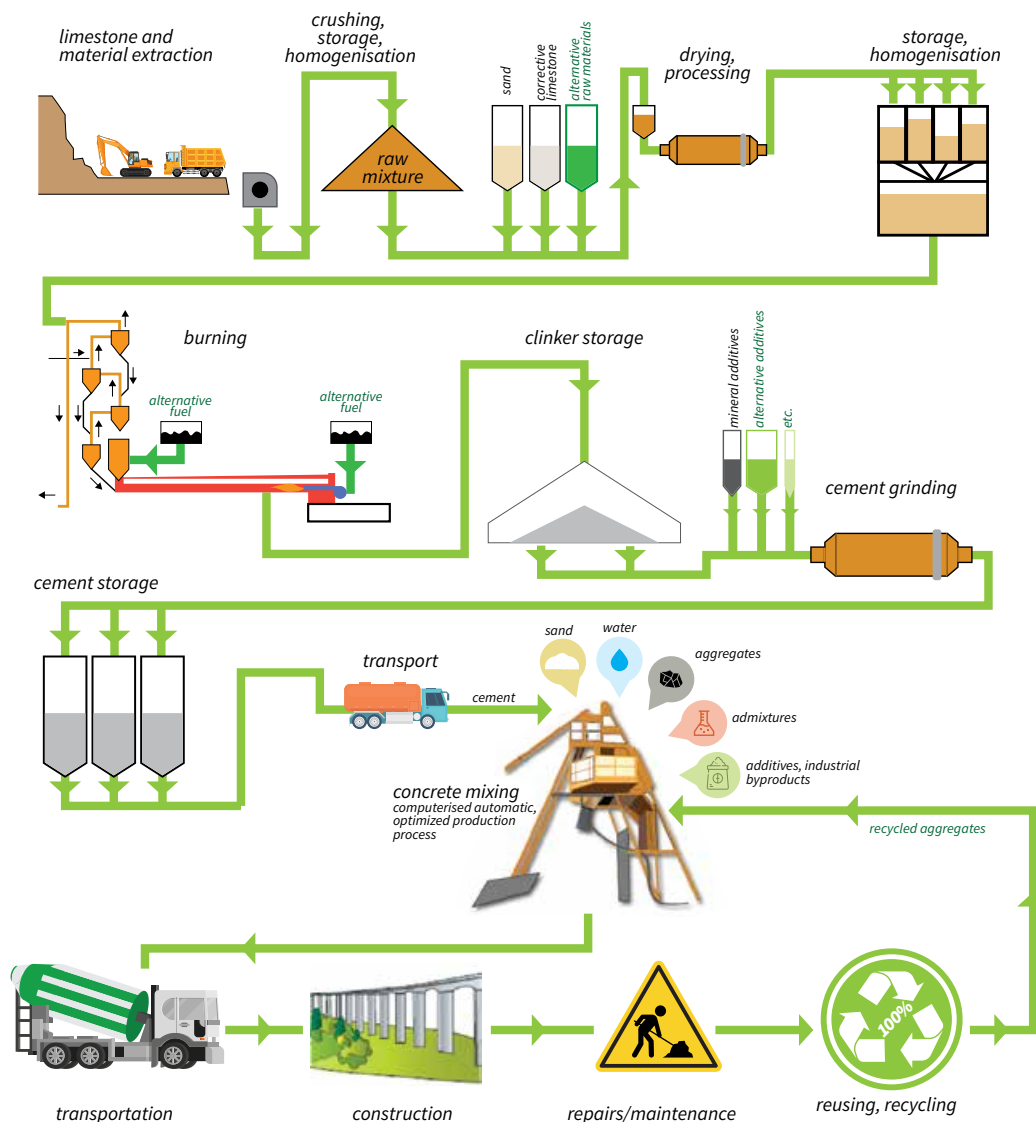 limestone and
material extraction
crushing,
storage,
homogenisation
sand
corrective
limestone
alternative
raw materials
drying,
processing
storage,
homogenisation
raw
mixture
burning
alternative
fuel
alternative
fuel
clinker storage
mineral additives
alternative additives
etc.
cement grinding
cement storage
transport
cement
sand
water
aggregates
admixtures
additives, industrial
byproducts
concrete mixing
computerised automatic,
optimized production
process
recycled aggregates
100%
transportation
construction
repairs/maintenance
reusing, recycling